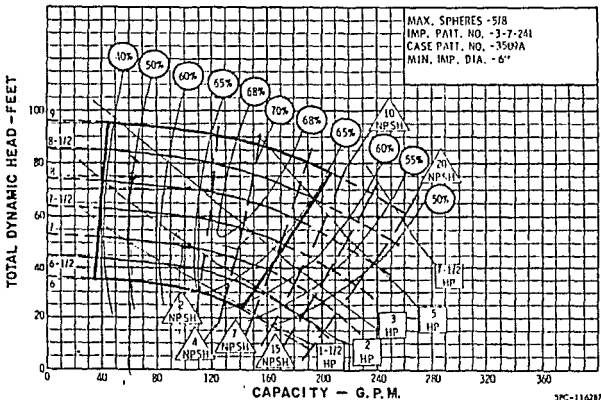 MAX. SPHERES -5/8
IMP. PATT. NO. -3-7-241
CASE PATT. NO. -3509A
MIN. IMP. DIA. -6"
40%
50%
60%
65%
68%
70%
68%
65%
60%
55%
50%
10
NPSH
20
NPSH
TOTAL DYNAMIC HEAD-FEET
100
80
60
40
20
0
9
8-1/2
8
7-1/2
7
6-1/2
6
NPSH
4
NPSH
NPSH
15
NPSH
1-1/2
HP
2
HP
3
HP
5
HP
7-1/2
HP
0
40
80
120
160
200
240
280
320
360
CAPACITY - G.P.M.